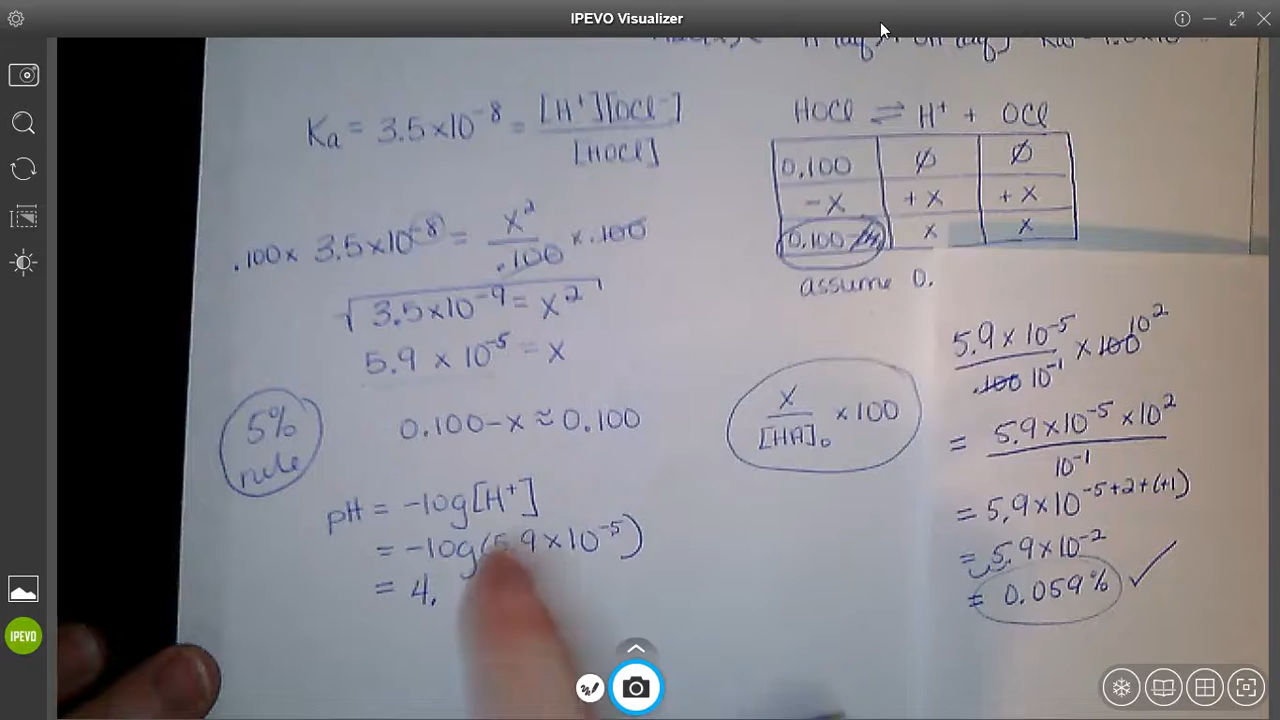 IPEVO Visualizer
Ka = 3.5×10⁻⁸ = [H⁺][OCl⁻] / [HOCl]
.100× 3.5×10⁻⁸ = x² / .100 ×.100
√3.5×10⁻⁹ = x²
5.9 × 10⁻⁵ = x
5%
rule
0.100-x ≈ 0.100
pH = -log[H⁺]
= -log(5.9×10⁻⁵)
= 4.
HOCl ⇌ H⁺ + OCl
0.100 ∅ ∅
-x +x +x
0.100-x x x
assume 0.
x / [HA]₀ ×100
5.9×10⁻⁵ / .100 10⁻¹ × 100 10²
= 5.9×10⁻⁵×10² / 10⁻¹
= 5.9×10⁻⁵⁺²⁺⁽⁺¹⁾
= 5.9×10⁻²
= 0.059% ✓
IPEVO